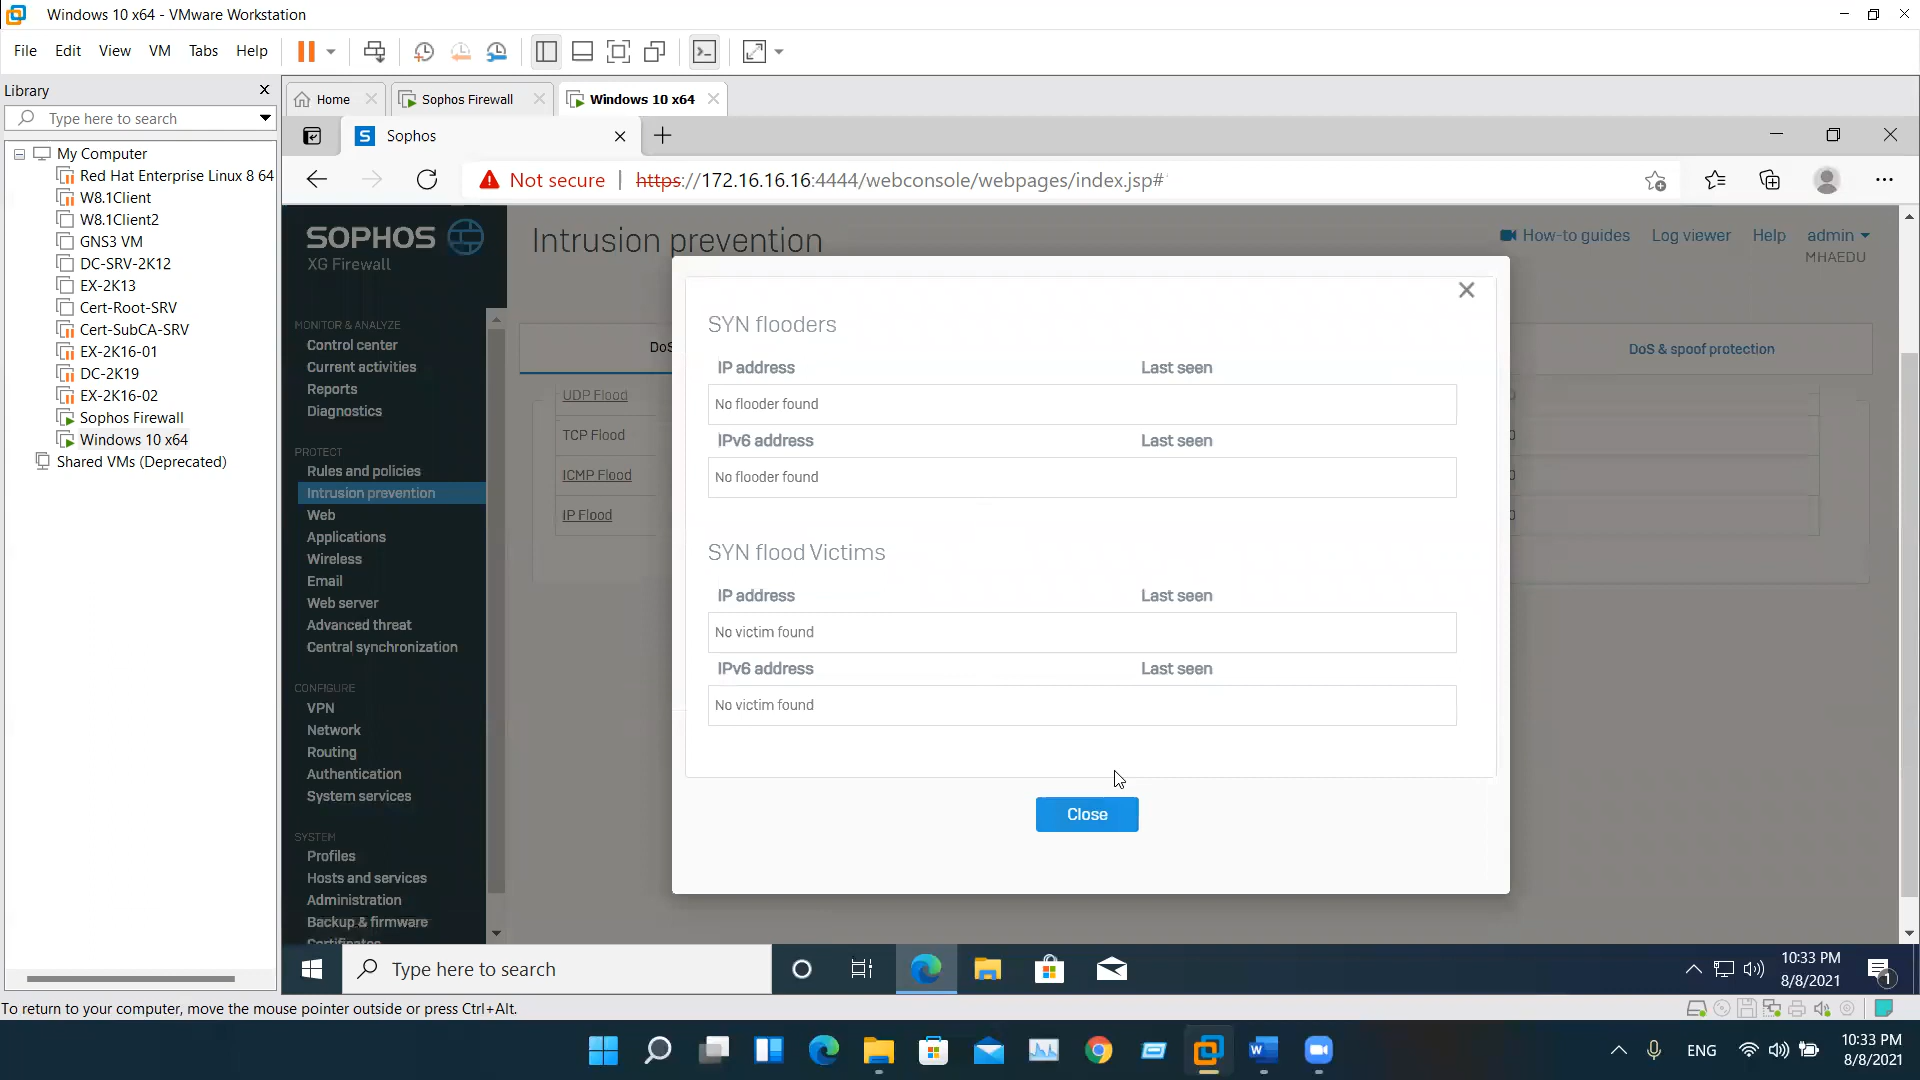 Windows 10 x64 - VMware Workstation
File Edit View VM Tabs Help
Library
Type here to search
My Computer
Red Hat Enterprise Linux 8 64
W8.1Client
W8.1Client2
GNS3 VM
DC-SRV-2K12
EX-2K13
Cert-Root-SRV
Cert-SubCA-SRV
EX-2K16-01
DC-2K19
EX-2K16-02
Sophos Firewall
Windows 10 x64
Shared VMs (Deprecated)
Home
Sophos Firewall
Windows 10 x64
Sophos
Not secure | https://172.16.16.16:4444/webconsole/webpages/index.jsp#
SOPHOS
XG Firewall
Intrusion prevention
How-to guides Log viewer Help admin
MHAEDU
MONITOR & ANALYZE
Control center
Current activities
Reports
Diagnostics
PROTECT
Rules and policies
Intrusion prevention
Web
Applications
Wireless
Email
Web server
Advanced threat
Central synchronization
CONFIGURE
VPN
Network
Routing
Authentication
System services
SYSTEM
Profiles
Hosts and services
Administration
Backup & firmware
Certificates
DoS & spoof protection
UDP Flood
TCP Flood
ICMP Flood
IP Flood
SYN flooders
IP address Last seen
No flooder found
IPv6 address Last seen
No flooder found
SYN flood Victims
IP address Last seen
No victim found
IPv6 address Last seen
No victim found
Close
Type here to search
10:33 PM
8/8/2021
1
To return to your computer, move the mouse pointer outside or press Ctrl+Alt.
ENG
10:33 PM
8/8/2021